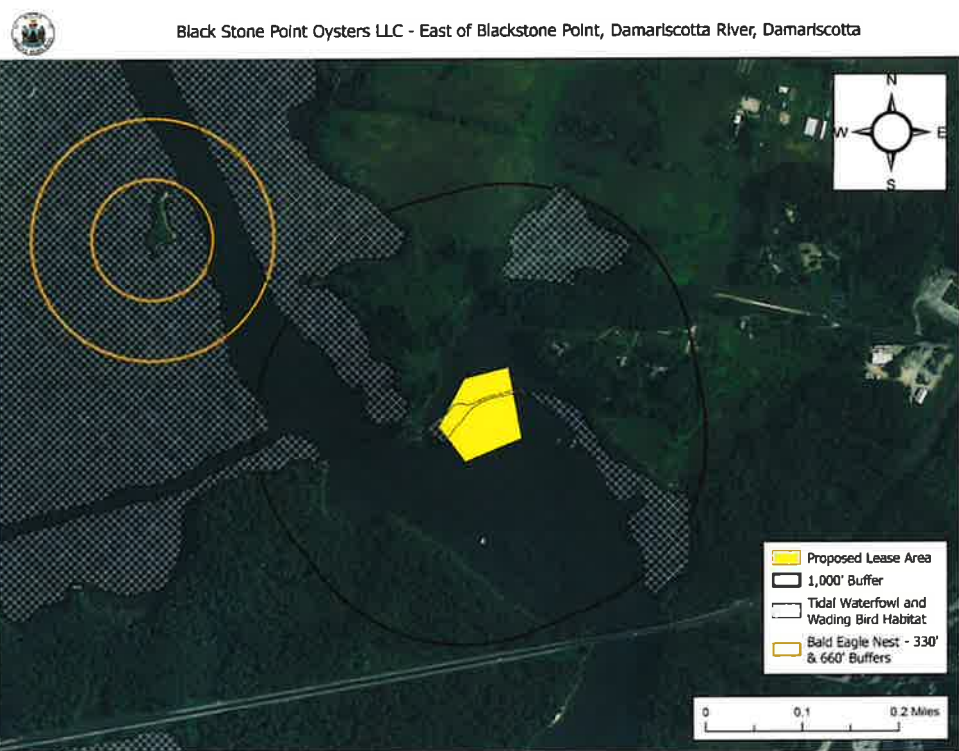 Black Stone Point Oysters LLC - East of Blackstone Point, Damariscotta River, Damariscotta
N
W
E
S
Proposed Lease Area
1,000' Buffer
Tidal Waterfowl and
Wading Bird Habitat
Bald Eagle Nest - 330'
& 660' Buffers
0
0.1
0.2 Miles